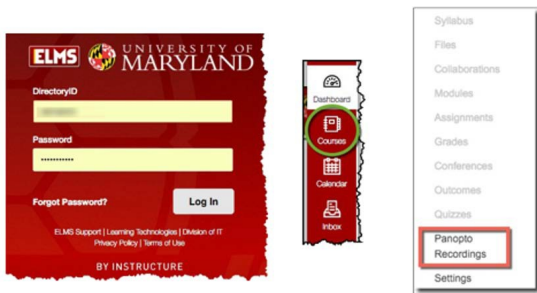 ELMS UNIVERSITY OF
MARYLAND
DirectoryID
Password
Forgot Password?
Log In
ELMS Support | Learning Technologies | Division of IT
Privacy Policy | Terms of Use
BY INSTRUCTURE
Dashboard
Courses
Calendar
Inbox
Syllabus
Files
Collaborations
Modules
Assignments
Grades
Conferences
Outcomes
Quizzes
Panopto
Recordings
Settings